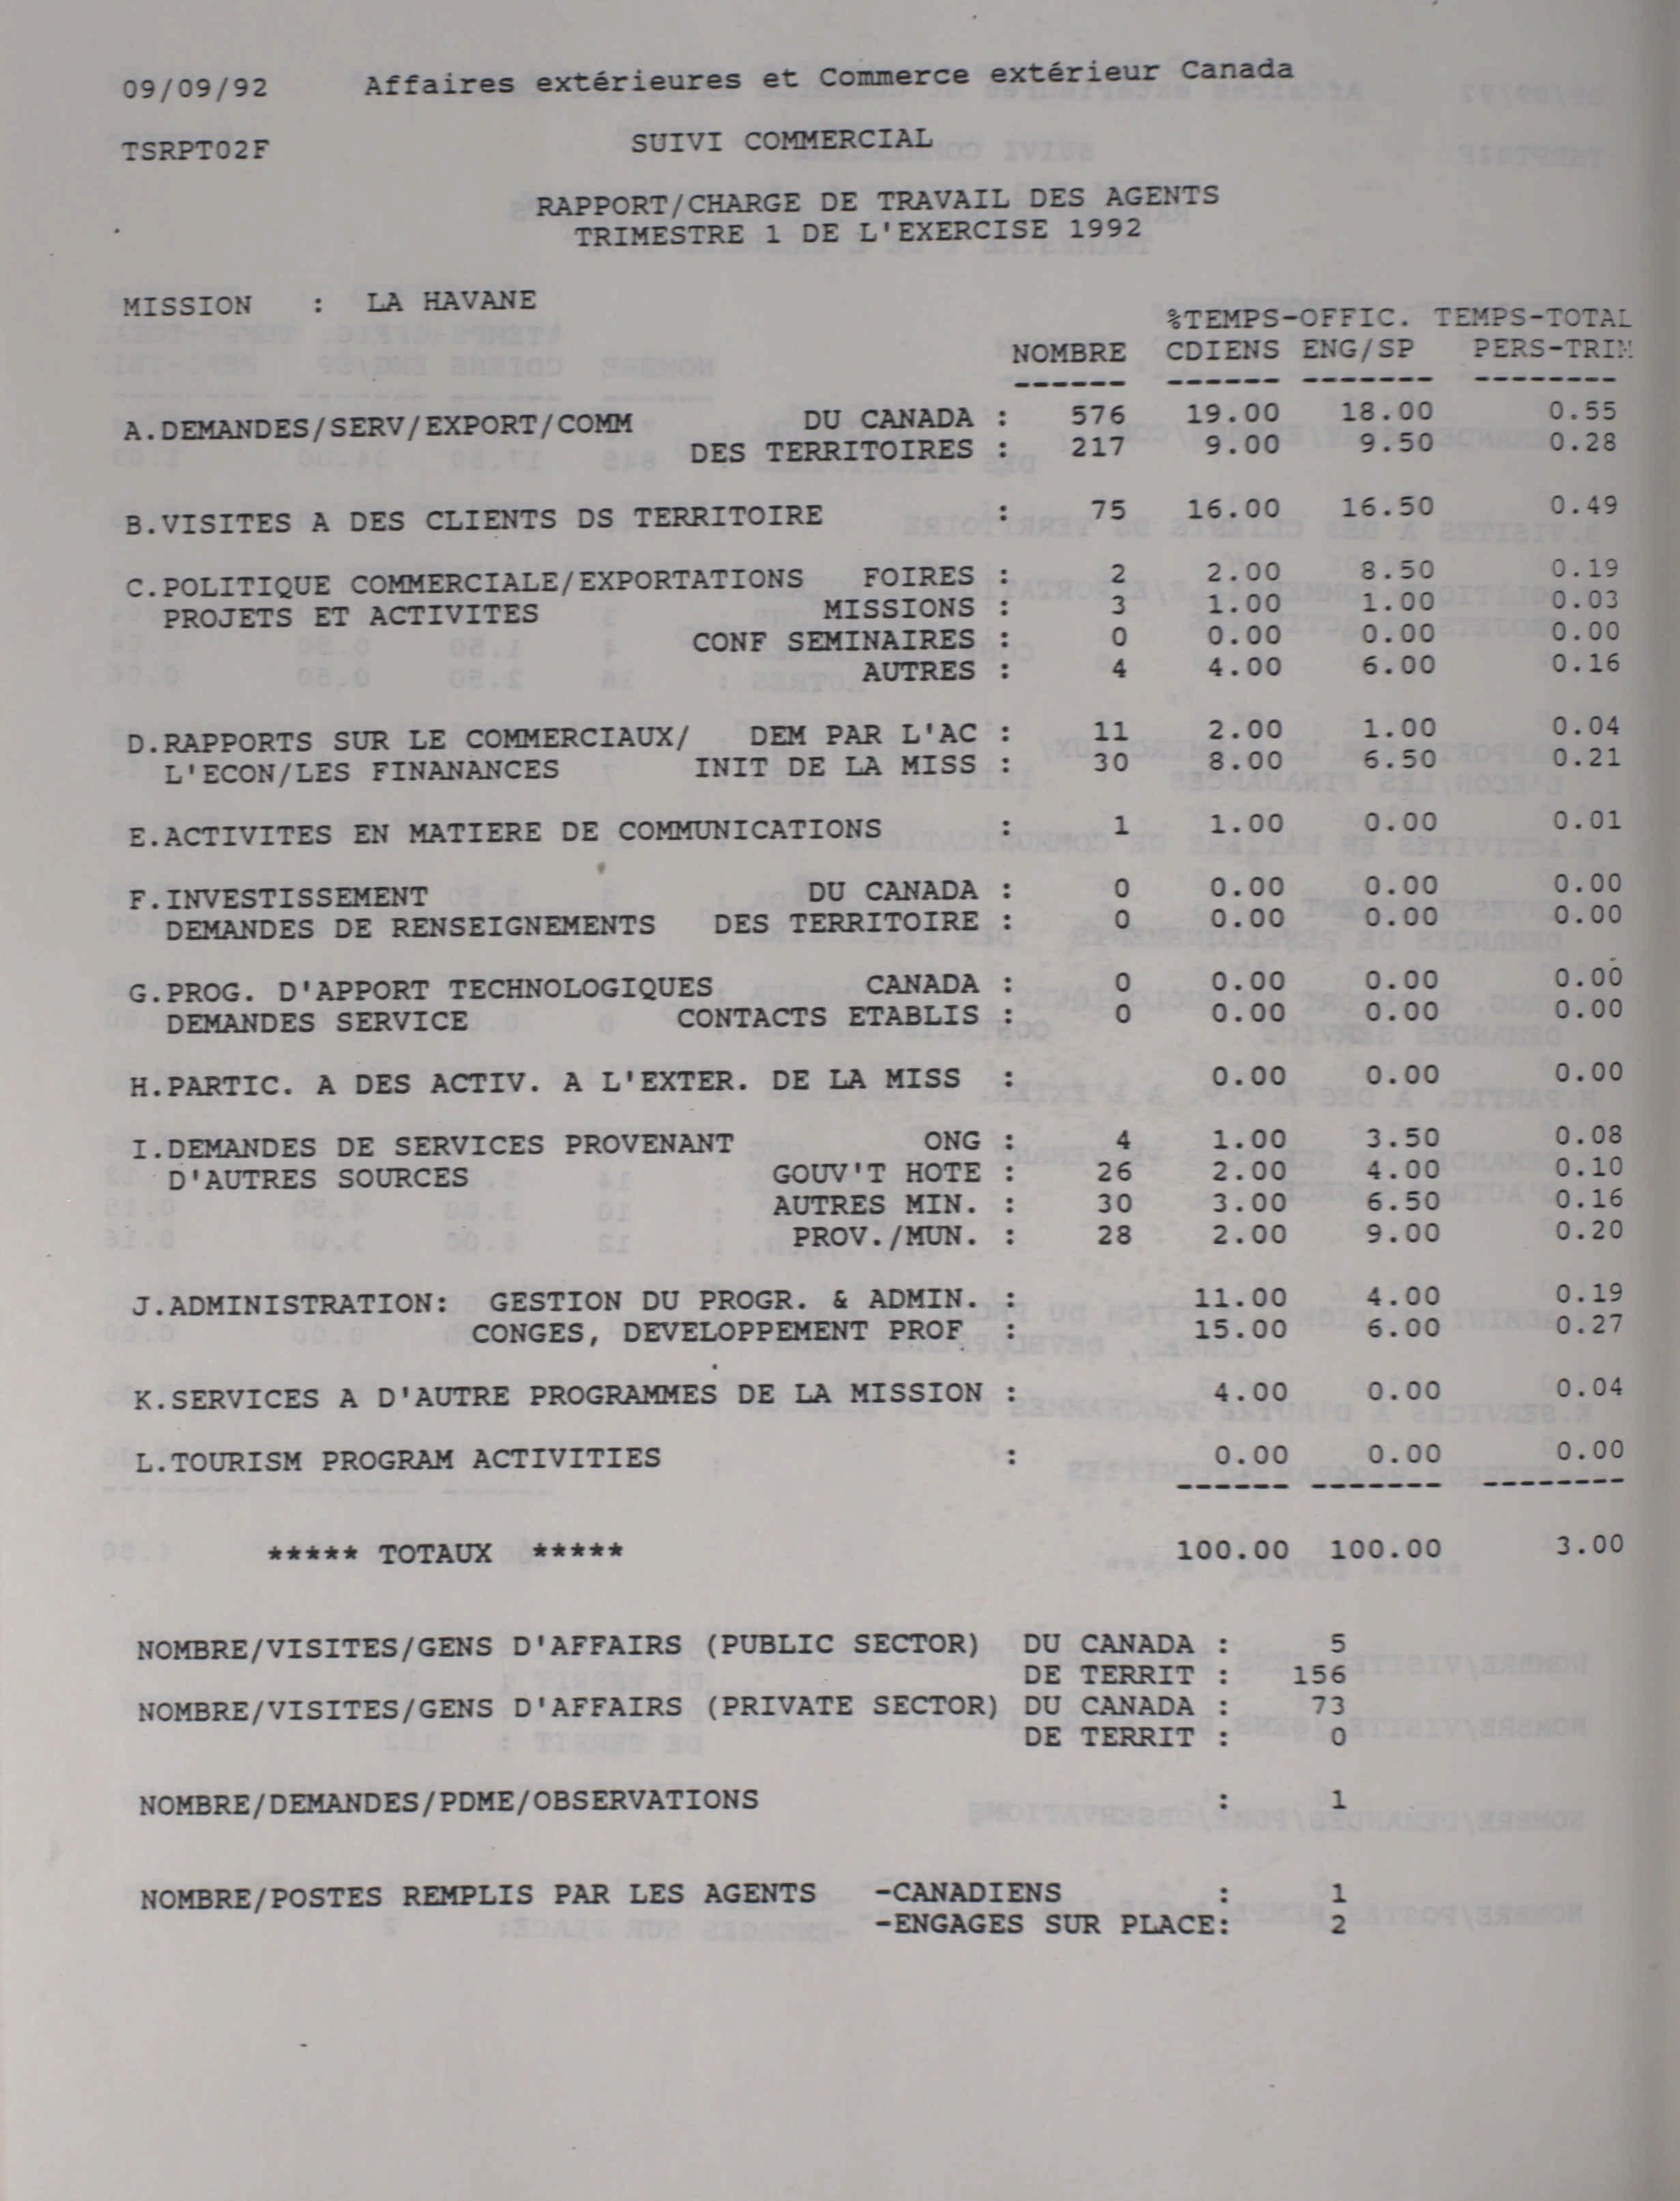 09/09/92 Affaires extérieures et Commerce extérieur Canada
TSRPT02F SUIVI COMMERCIAL
RAPPORT/CHARGE DE TRAVAIL DES AGENTS
TRIMESTRE 1 DE L'EXERCISE 1992
MISSION : LA HAVANE
%TEMPS-OFFIC. TEMPS-TOTAL
NOMBRE CDIENS ENG/SP PERS-TRIM
------ ------ ------- --------
A.DEMANDES/SERV/EXPORT/COMM DU CANADA : 576 19.00 18.00 0.55
DES TERRITOIRES : 217 9.00 9.50 0.28
B.VISITES A DES CLIENTS DS TERRITOIRE : 75 16.00 16.50 0.49
C.POLITIQUE COMMERCIALE/EXPORTATIONS FOIRES : 2 2.00 8.50 0.19
PROJETS ET ACTIVITES MISSIONS : 3 1.00 1.00 0.03
CONF SEMINAIRES : 0 0.00 0.00 0.00
AUTRES : 4 4.00 6.00 0.16
D.RAPPORTS SUR LE COMMERCIAUX/ DEM PAR L'AC : 11 2.00 1.00 0.04
L'ECON/LES FINANANCES INIT DE LA MISS : 30 8.00 6.50 0.21
E.ACTIVITES EN MATIERE DE COMMUNICATIONS : 1 1.00 0.00 0.01
F.INVESTISSEMENT DU CANADA : 0 0.00 0.00 0.00
DEMANDES DE RENSEIGNEMENTS DES TERRITOIRE : 0 0.00 0.00 0.00
G.PROG. D'APPORT TECHNOLOGIQUES CANADA : 0 0.00 0.00 0.00
DEMANDES SERVICE CONTACTS ETABLIS : 0 0.00 0.00 0.00
H.PARTIC. A DES ACTIV. A L'EXTER. DE LA MISS : 0.00 0.00 0.00
I.DEMANDES DE SERVICES PROVENANT ONG : 4 1.00 3.50 0.08
D'AUTRES SOURCES GOUV'T HOTE : 26 2.00 4.00 0.10
AUTRES MIN. : 30 3.00 6.50 0.16
PROV./MUN. : 28 2.00 9.00 0.20
J.ADMINISTRATION: GESTION DU PROGR. & ADMIN. : 11.00 4.00 0.19
CONGES, DEVELOPPEMENT PROF : 15.00 6.00 0.27
K.SERVICES A D'AUTRE PROGRAMMES DE LA MISSION : 4.00 0.00 0.04
L.TOURISM PROGRAM ACTIVITIES : 0.00 0.00 0.00
------ ------- --------
***** TOTAUX ***** 100.00 100.00 3.00
NOMBRE/VISITES/GENS D'AFFAIRS (PUBLIC SECTOR) DU CANADA : 5
DE TERRIT : 156
NOMBRE/VISITES/GENS D'AFFAIRS (PRIVATE SECTOR) DU CANADA : 73
DE TERRIT : 0
NOMBRE/DEMANDES/PDME/OBSERVATIONS : 1
NOMBRE/POSTES REMPLIS PAR LES AGENTS -CANADIENS : 1
-ENGAGES SUR PLACE: 2